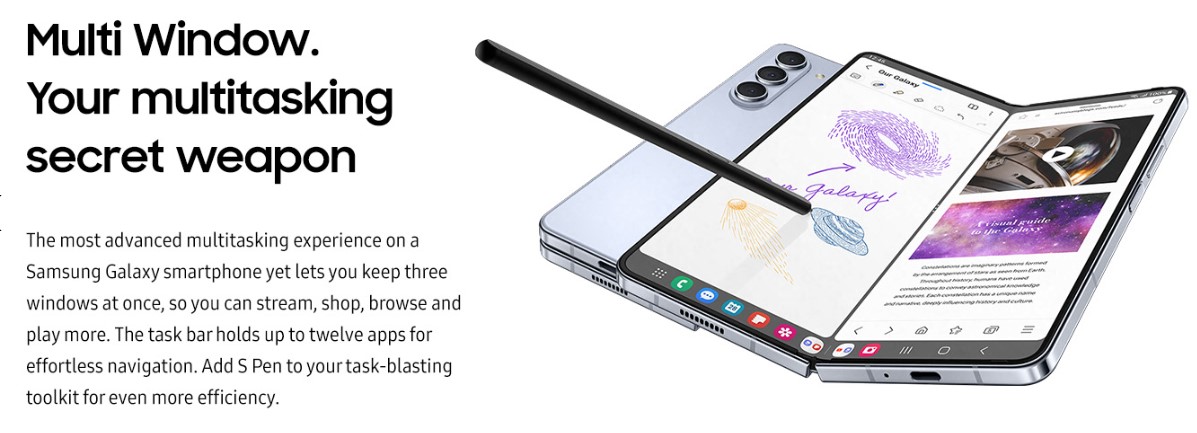 Multi Window.
Your multitasking
secret weapon
The most advanced multitasking experience on a
Samsung Galaxy smartphone yet lets you keep three
windows at once, so you can stream, shop, browse and
play more. The task bar holds up to twelve apps for
effortless navigation. Add S Pen to your task-blasting
toolkit for even more efficiency.
12:45
Our Galaxy
Galaxy!
100%
A visual guide
to the Galaxy
Constellations are imaginary patterns formed
by the arrangement of stars as seen from Earth.
Throughout history, humans have used
constellations to convey astronomical knowledge
and stories. Each constellation has a unique name
and narrative, deeply influencing history and culture.